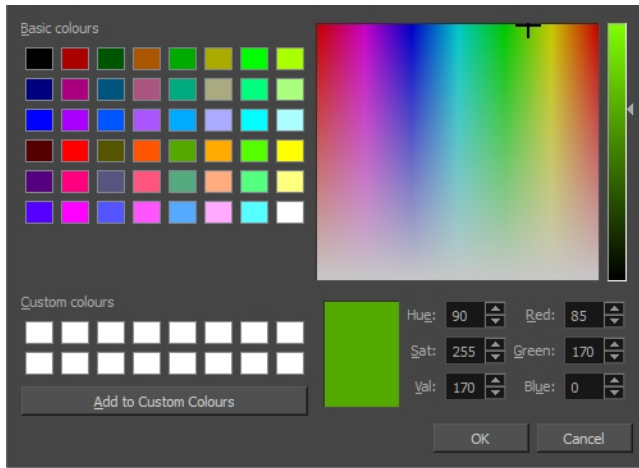 Basic colours
Custom colours
Add to Custom Colours
Hue: 90 Red: 85
Sat: 255 Green: 170
Val: 170 Blue: 0
OK Cancel